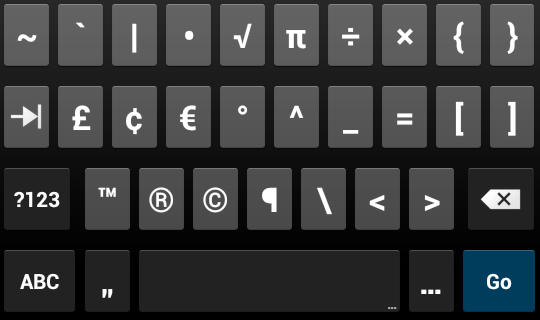 ~ ` | • √ π ÷ × { }
£ ¢ € ° ^ _ = [ ]
?123 ™ ® © ¶ \ < >
ABC „ ... … Go